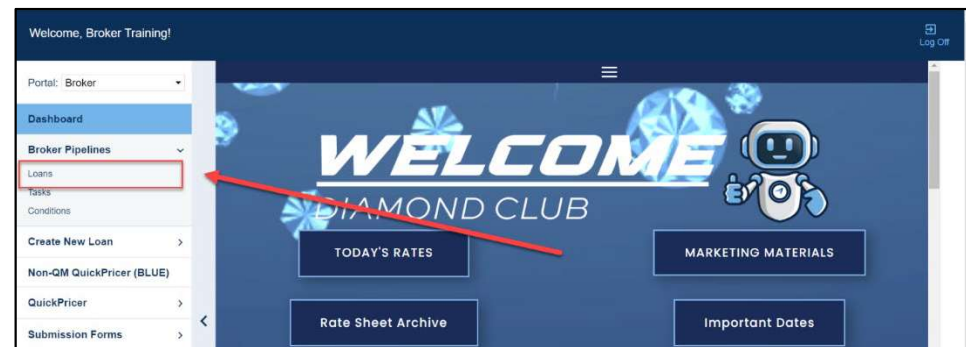 Welcome, Broker Training!
Log Off
Portal: Broker
Dashboard
Broker Pipelines
Loans
Tasks
Conditions
Create New Loan
Non-QM QuickPricer (BLUE)
QuickPricer
Submission Forms
WELCOME
DIAMOND CLUB
TODAY'S RATES
MARKETING MATERIALS
Rate Sheet Archive
Important Dates